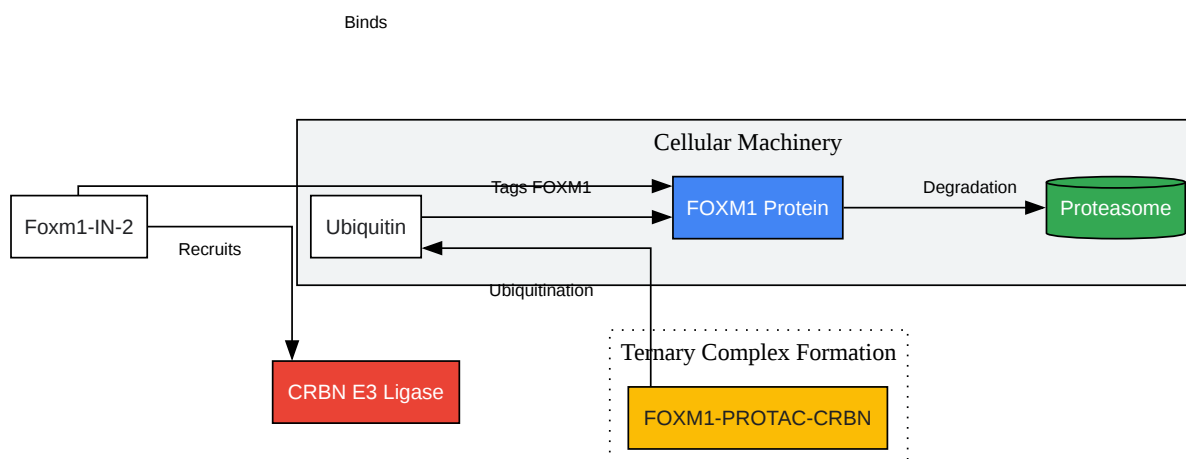 Binds
Cellular Machinery
Tags FOXM1
Degradation
Foxm1-IN-2
Ubiquitin
FOXM1 Protein
Proteasome
Recruits
Ubiquitination
Ternary Complex Formation
CRBN E3 Ligase
FOXM1-PROTAC-CRBN